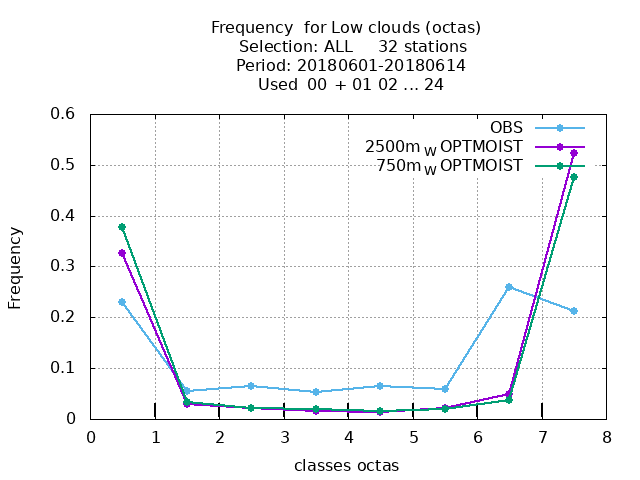 Frequency  for Low clouds (octas)
Selection: ALL     32 stations
Period: 20180601-20180614
Used  00  + 01 02 ... 24
OBS
2500m_W OPTMOIST
750m_W OPTMOIST
0.6
0.5
0.4
0.3
0.2
0.1
0
Frequency
0 1 2 3 4 5 6 7 8
classes octas